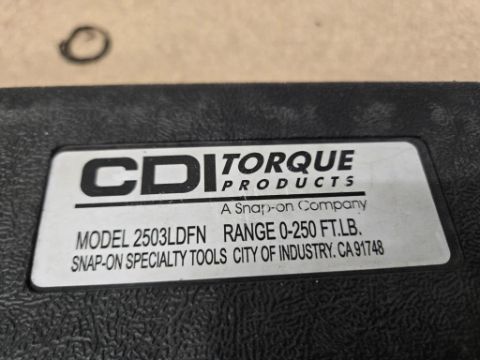 CDI TORQUE
PRODUCTS
A Snap-on Company
MODEL 2503LDFN RANGE 0-250 FT.LB.
SNAP-ON SPECIALTY TOOLS CITY OF INDUSTRY. CA 91748